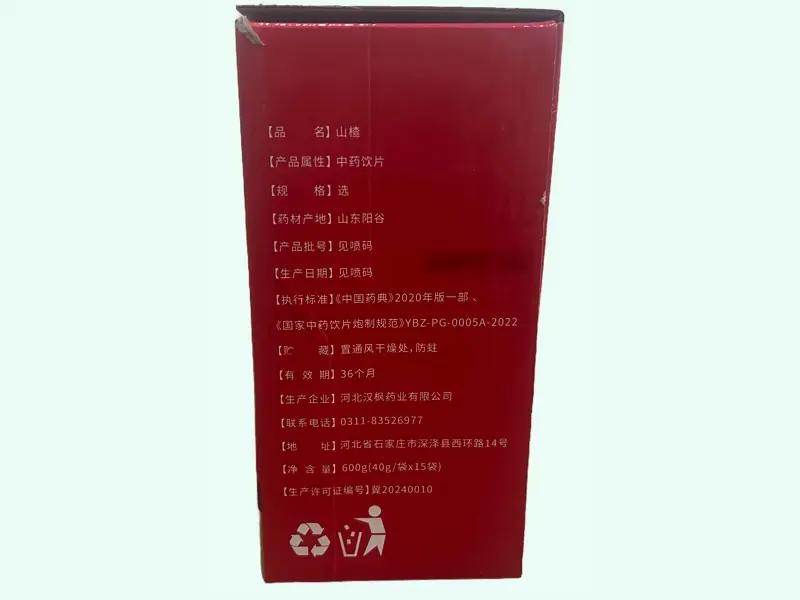 【品 名】山楂
【产品属性】中药饮片
【规 格】选
【药材产地】山东阳谷
【产品批号】见喷码
【生产日期】见喷码
【执行标准】《中国药典》2020年版一部、
《国家中药饮片炮制规范》YBZ-PG-0005A-2022
【贮 藏】置通风干燥处,防蛀
【有 效 期】36个月
【生产企业】河北汉枫药业有限公司
【联系电话】0311-83526977
【地 址】河北省石家庄市深泽县西环路14号
【净 含 量】600g(40g/袋x15袋)
【生产许可证编号】冀20240010